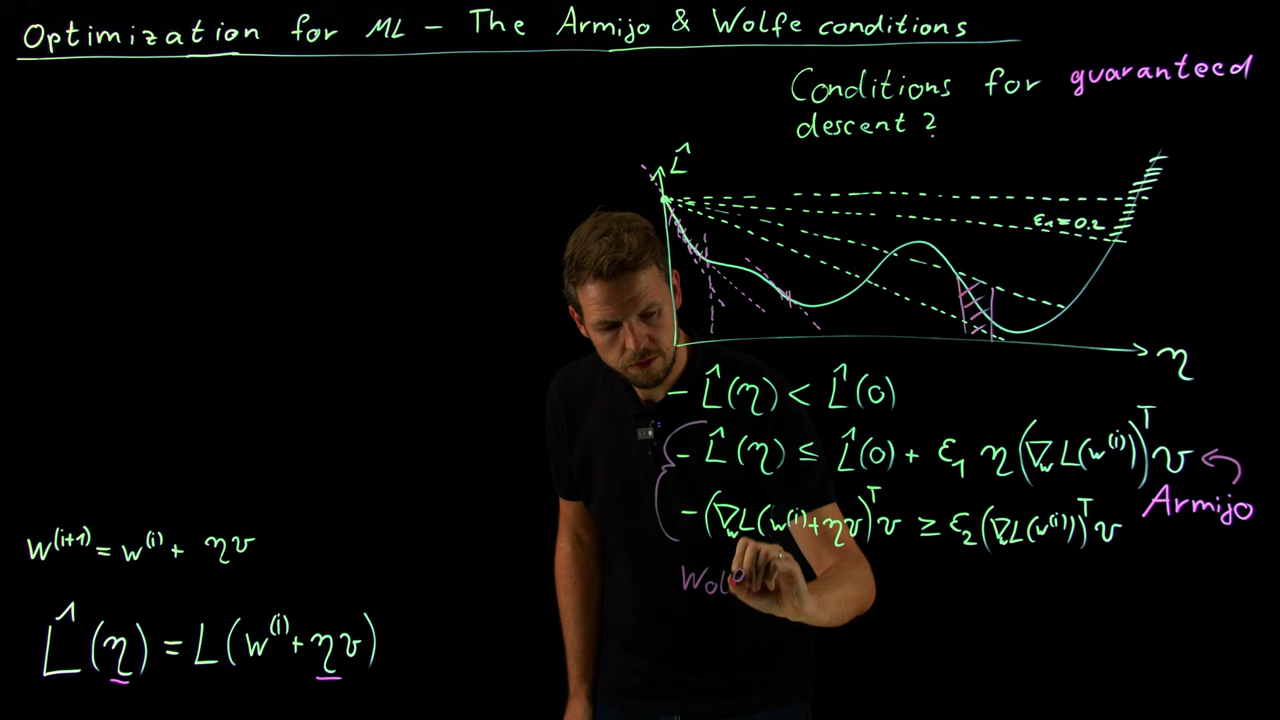 Optimization for ML – The Armijo & Wolfe conditions
Conditions for guaranteed
descent?
L̂
ε₁=0.2
η
– L̂(η) < L̂(0)
– L̂(η) ≤ L̂(0) + ε₁ η(∇_w L(w⁽ⁱ⁾))ᵀ v
Armijo
– (∇_w L(w⁽ⁱ⁾+ηv))ᵀ v ≥ ε₂(∇_w L(w⁽ⁱ⁾))ᵀ v
w⁽ⁱ⁺¹⁾ = w⁽ⁱ⁾ + ηv
L̂(η) = L(w⁽ⁱ⁾+ηv)